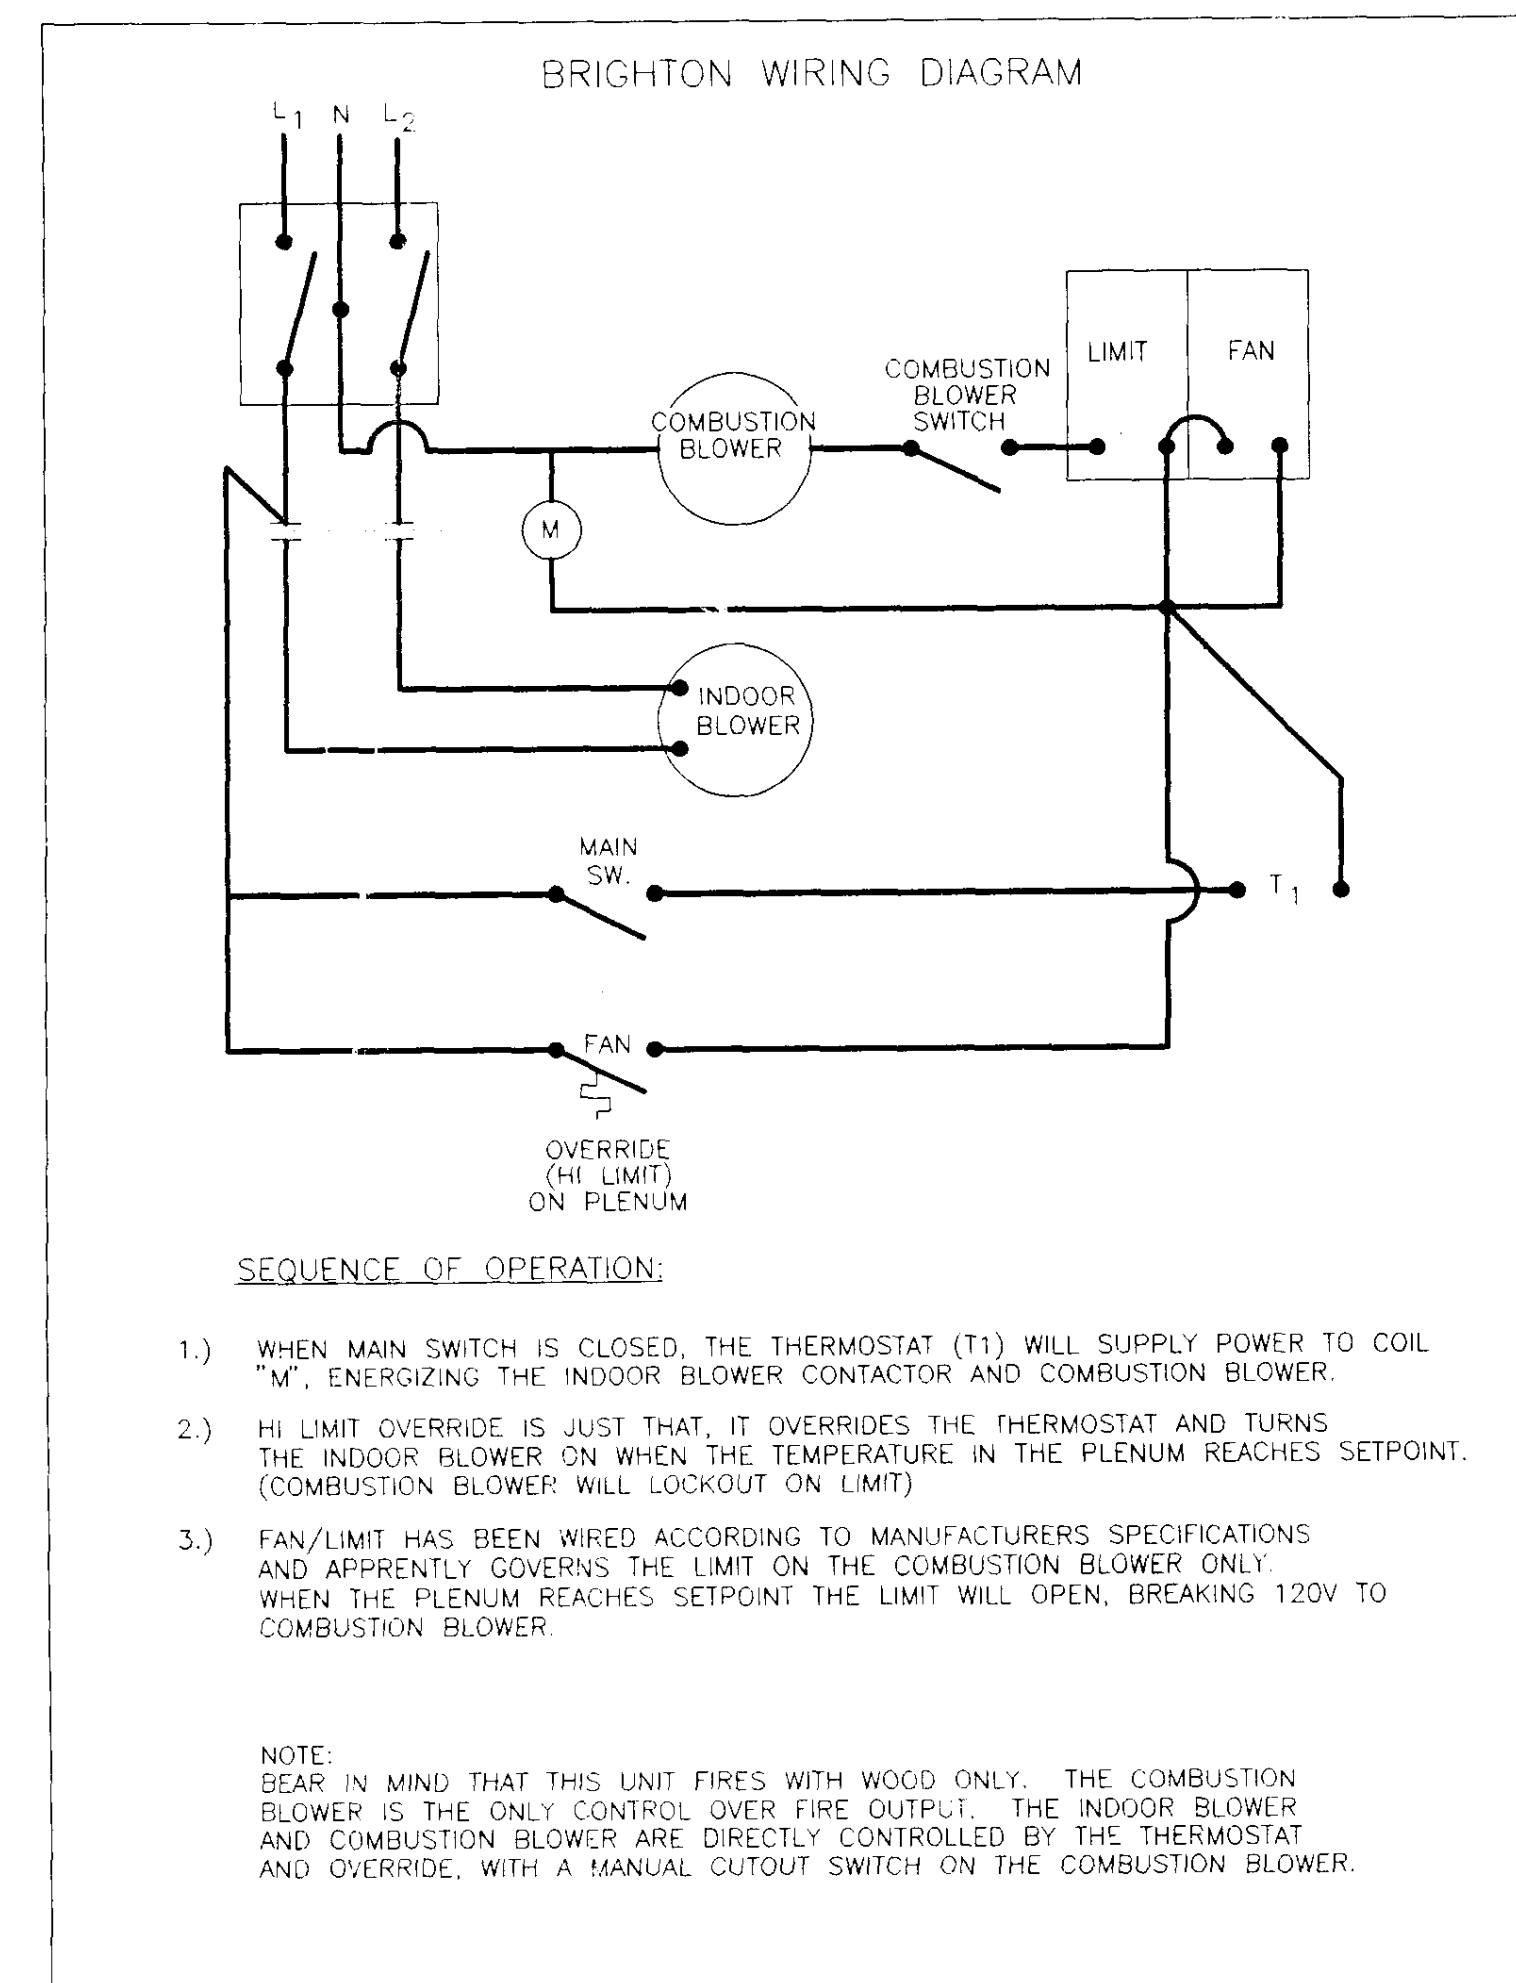 BRIGHTON WIRING DIAGRAM
L1 N L2
LIMIT FAN
COMBUSTION
BLOWER
SWITCH
COMBUSTION
BLOWER
M
INDOOR
BLOWER
MAIN
SW.
T1
FAN
OVERRIDE
(HI LIMIT)
ON PLENUM
SEQUENCE OF OPERATION:
1.) WHEN MAIN SWITCH IS CLOSED, THE THERMOSTAT (T1) WILL SUPPLY POWER TO COIL
"M", ENERGIZING THE INDOOR BLOWER CONTACTOR AND COMBUSTION BLOWER.
2.) HI LIMIT OVERRIDE IS JUST THAT, IT OVERRIDES THE THERMOSTAT AND TURNS
THE INDOOR BLOWER ON WHEN THE TEMPERATURE IN THE PLENUM REACHES SETPOINT.
(COMBUSTION BLOWER WILL LOCKOUT ON LIMIT)
3.) FAN/LIMIT HAS BEEN WIRED ACCORDING TO MANUFACTURERS SPECIFICATIONS
AND APPRENTLY GOVERNS THE LIMIT ON THE COMBUSTION BLOWER ONLY.
WHEN THE PLENUM REACHES SETPOINT THE LIMIT WILL OPEN, BREAKING 120V TO
COMBUSTION BLOWER.
NOTE:
BEAR IN MIND THAT THIS UNIT FIRES WITH WOOD ONLY. THE COMBUSTION
BLOWER IS THE ONLY CONTROL OVER FIRE OUTPUT. THE INDOOR BLOWER
AND COMBUSTION BLOWER ARE DIRECTLY CONTROLLED BY THE THERMOSTAT
AND OVERRIDE, WITH A MANUAL CUTOUT SWITCH ON THE COMBUSTION BLOWER.